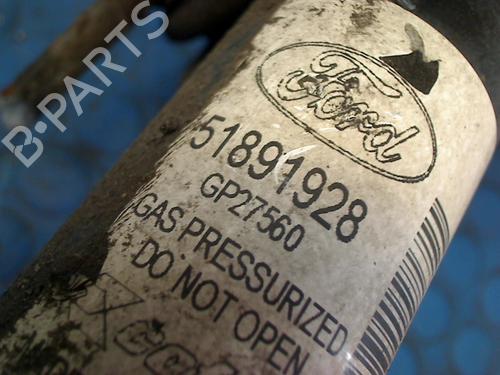 B-PARTS
Ford
51891928
GP27560
GAS PRESSURIZED
DO NOT OPEN